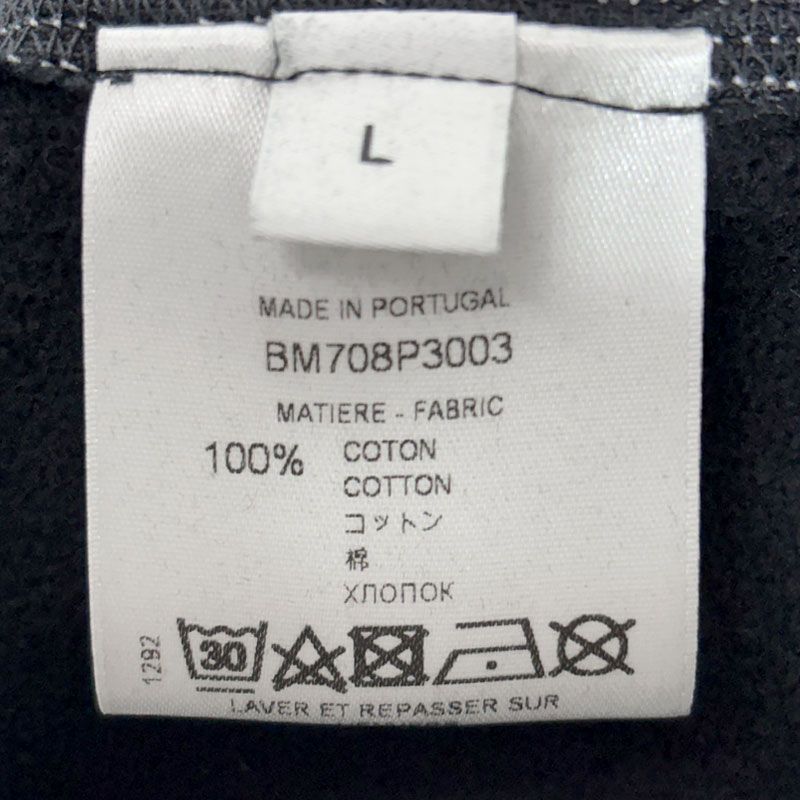 L
MADE IN PORTUGAL
BM708P3003
MATIERE - FABRIC
100% COTON
COTTON
コットン
棉
ХЛОПОК
1292
30
LAVER ET REPASSER SUR